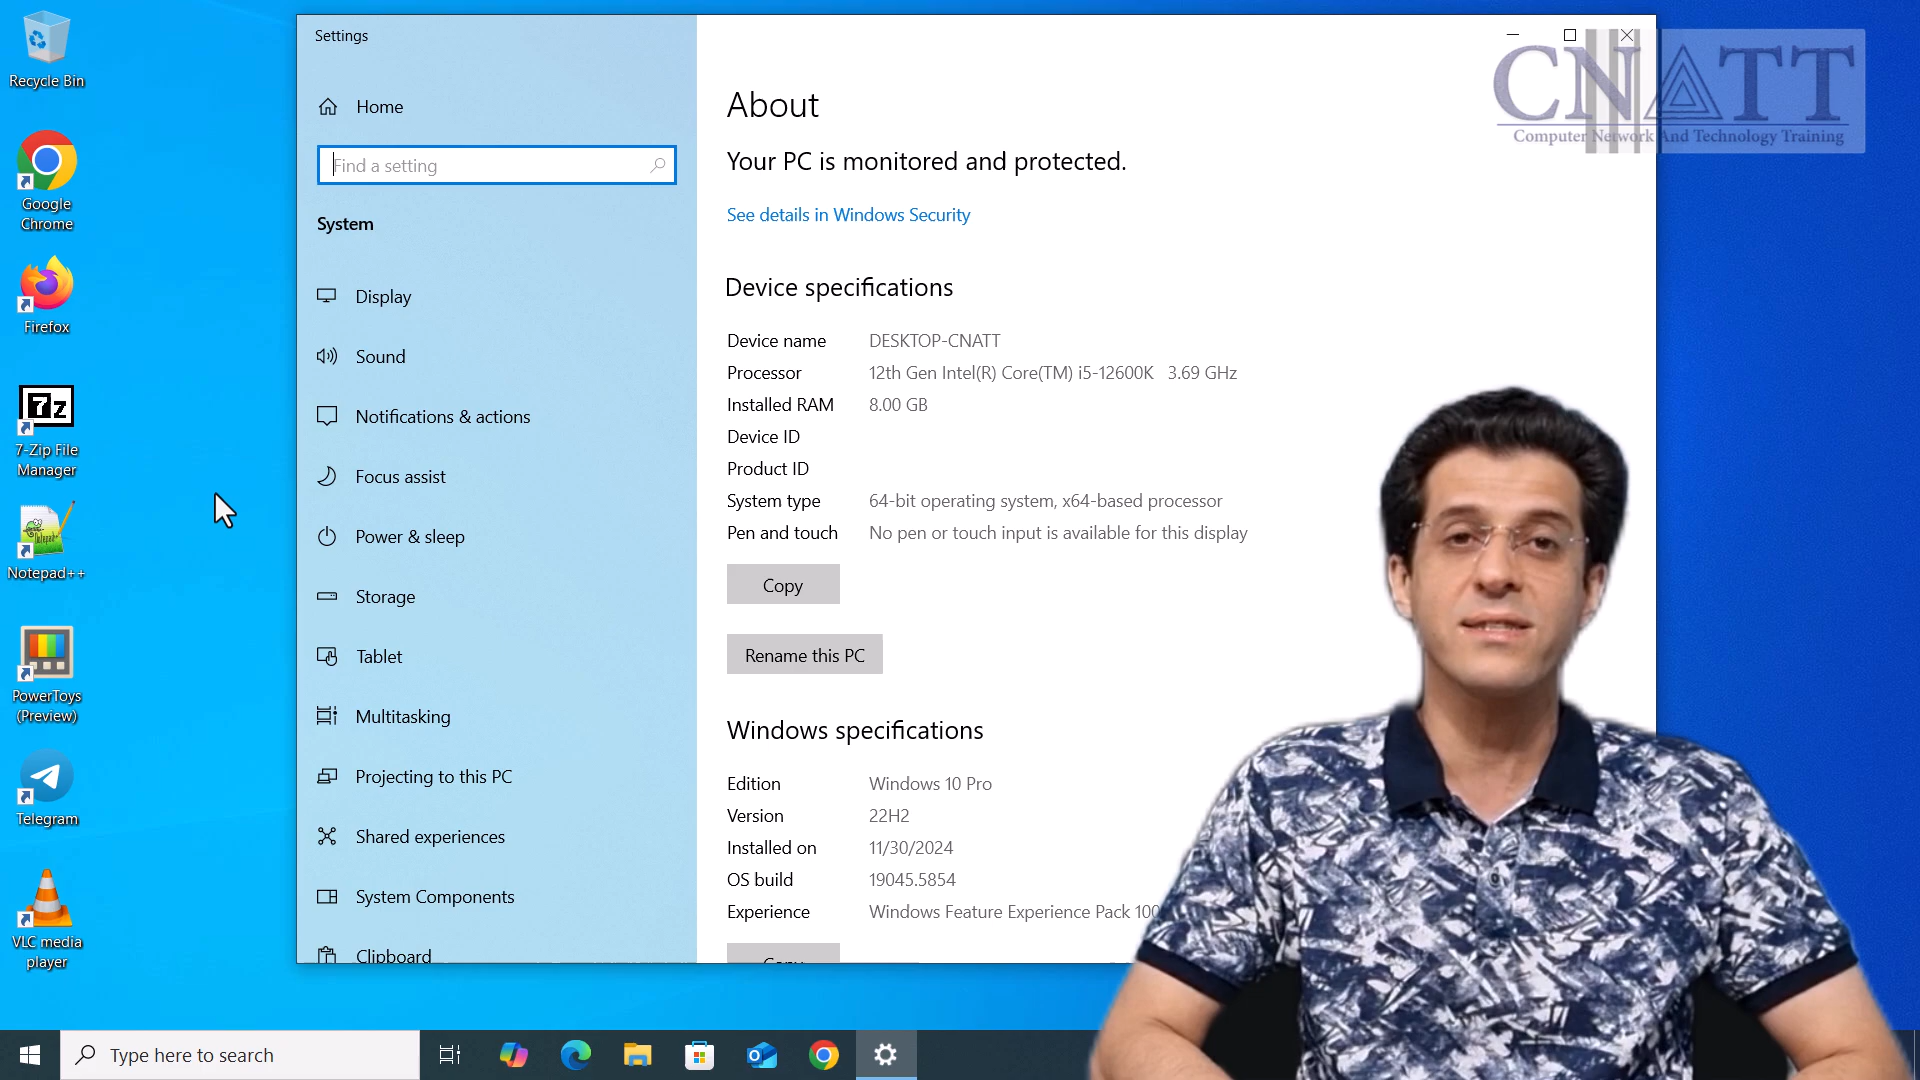 Recycle Bin
Google
Chrome
Firefox
7-Zip File
Manager
Notepad++
PowerToys
(Preview)
Telegram
VLC media
player
Settings
Home
Find a setting
System
Display
Sound
Notifications & actions
Focus assist
Power & sleep
Storage
Tablet
Multitasking
Projecting to this PC
Shared experiences
System Components
Clipboard
About
Your PC is monitored and protected.
See details in Windows Security
Device specifications
Device name DESKTOP-CNATT
Processor 12th Gen Intel(R) Core(TM) i5-12600K 3.69 GHz
Installed RAM 8.00 GB
Device ID
Product ID
System type 64-bit operating system, x64-based processor
Pen and touch No pen or touch input is available for this display
Copy
Rename this PC
Windows specifications
Edition Windows 10 Pro
Version 22H2
Installed on 11/30/2024
OS build 19045.5854
Experience Windows Feature Experience Pack 100
Copy
CNATT
Computer Network And Technology Training
Type here to search